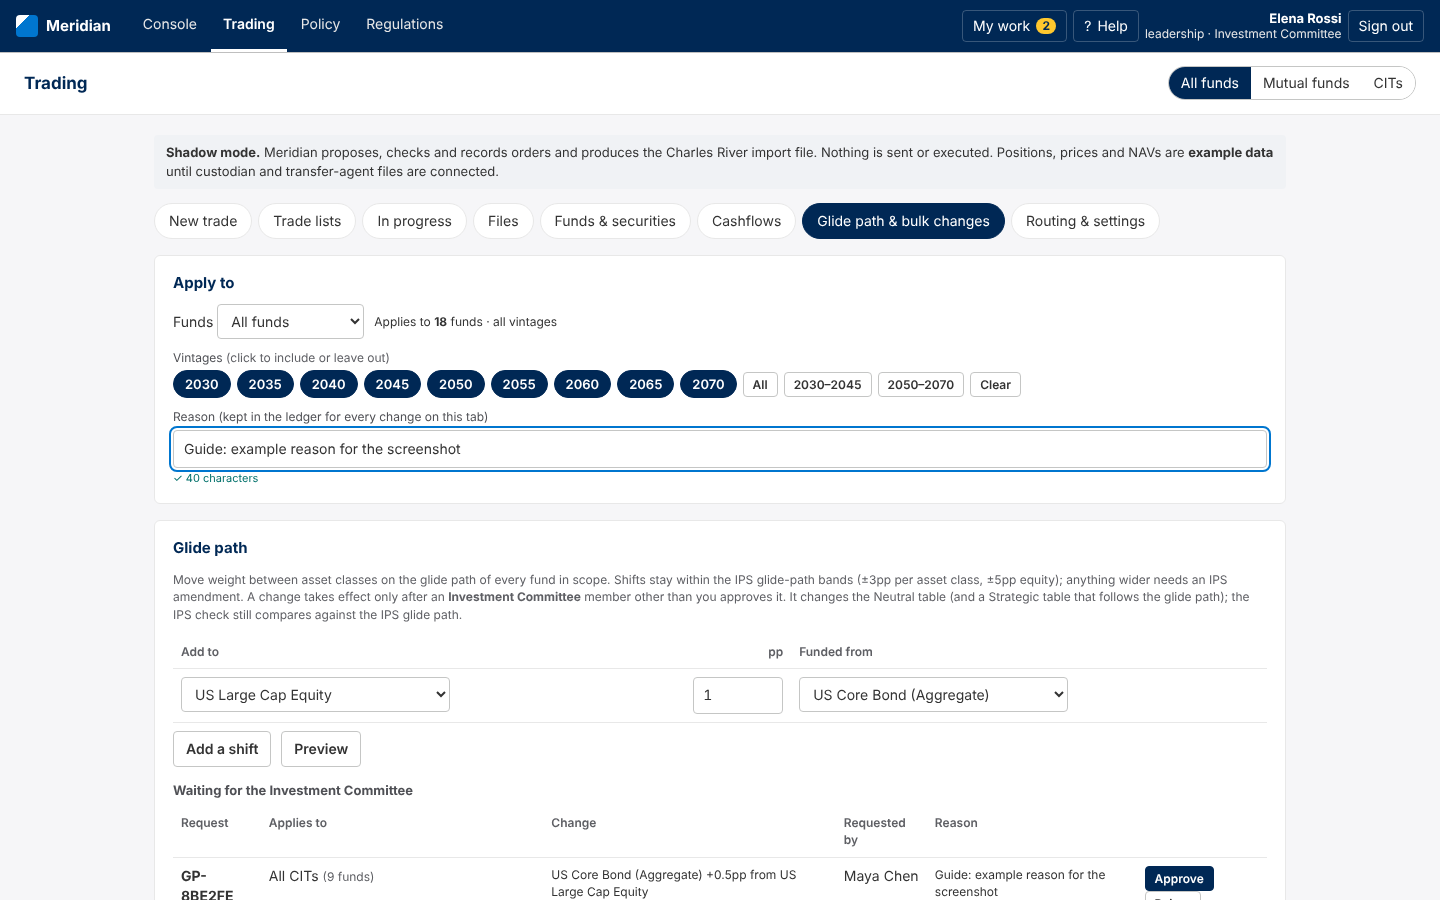 Meridian Console Trading Policy Regulations My work 2 ? Help Elena Rossi Sign out
leadership · Investment Committee
Trading All funds Mutual funds CITs
Shadow mode. Meridian proposes, checks and records orders and produces the Charles River import file. Nothing is sent or executed. Positions, prices and NAVs are example data
until custodian and transfer-agent files are connected.
New trade Trade lists In progress Files Funds & securities Cashflows Glide path & bulk changes Routing & settings
Apply to
Funds All funds Applies to 18 funds · all vintages
Vintages (click to include or leave out)
2030 2035 2040 2045 2050 2055 2060 2065 2070 All 2030–2045 2050–2070 Clear
Reason (kept in the ledger for every change on this tab)
Guide: example reason for the screenshot
✓ 40 characters
Glide path
Move weight between asset classes on the glide path of every fund in scope. Shifts stay within the IPS glide-path bands (±3pp per asset class, ±5pp equity); anything wider needs an IPS
amendment. A change takes effect only after an Investment Committee member other than you approves it. It changes the Neutral table (and a Strategic table that follows the glide path); the
IPS check still compares against the IPS glide path.
Add to pp Funded from
US Large Cap Equity 1 US Core Bond (Aggregate)
Add a shift Preview
Waiting for the Investment Committee
Request Applies to Change Requested Reason
by
GP- All CITs (9 funds) US Core Bond (Aggregate) +0.5pp from US Maya Chen Guide: example reason for the Approve
8BE2FE Large Cap Equity screenshot